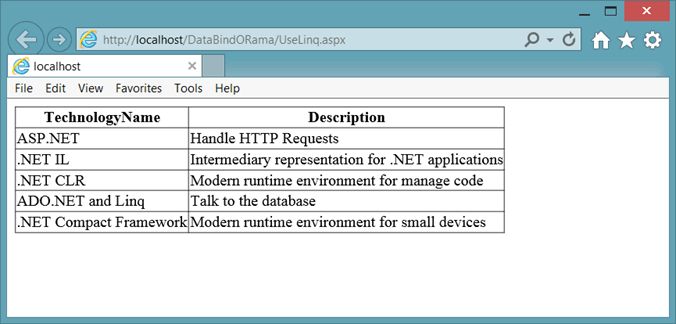 http://localhost/DataBindORama/UseLinq.aspx
localhost
File Edit View Favorites Tools Help
TechnologyName Description
ASP.NET Handle HTTP Requests
.NET IL Intermediary representation for .NET applications
.NET CLR Modern runtime environment for manage code
ADO.NET and Linq Talk to the database
.NET Compact Framework Modern runtime environment for small devices